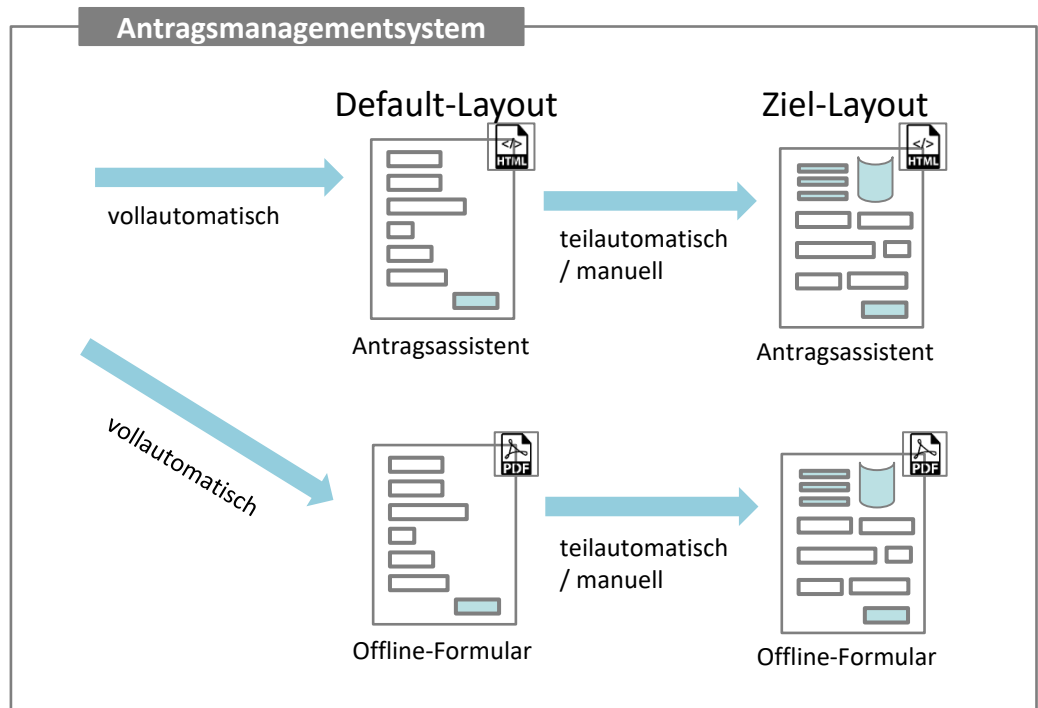 Antragsmanagementsystem
Default-Layout
Ziel-Layout
</>
HTML
</>
HTML
vollautomatisch
teilautomatisch
/ manuell
Antragsassistent
Antragsassistent
vollautomatisch
PDF
PDF
teilautomatisch
/ manuell
Offline-Formular
Offline-Formular